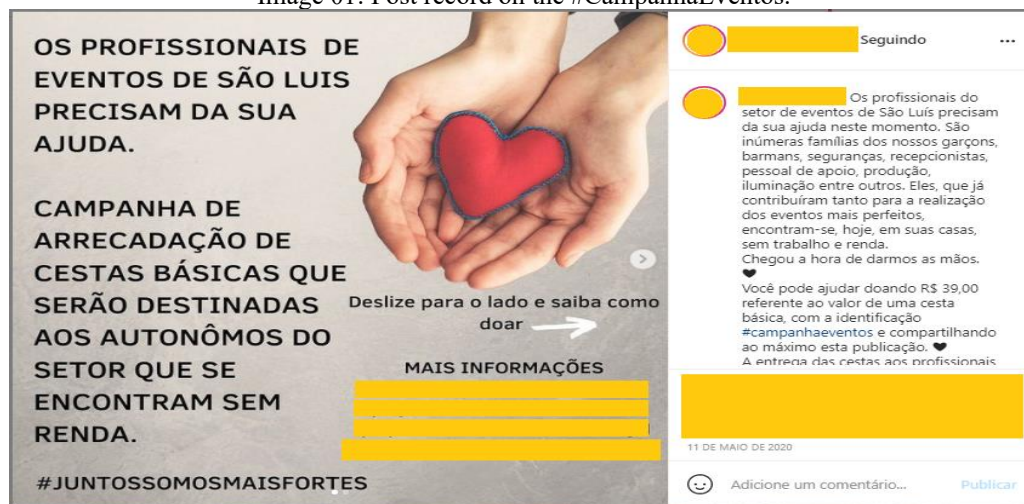 Image 01: Post record on the #CampanhaEventos.
OS PROFISSIONAIS DE
EVENTOS DE SÃO LUIS
PRECISAM DA SUA
AJUDA.
CAMPANHA DE
ARRECADAÇÃO DE
CESTAS BÁSICAS QUE
SERÃO DESTINADAS
AOS AUTONÔMOS DO
SETOR QUE SE
ENCONTRAM SEM
RENDA.
#JUNTOSSOMOSMAISFORTES
Deslize para o lado e saiba como
doar
MAIS INFORMAÇÕES
Seguindo
Os profissionais do
setor de eventos de São Luís precisam
da sua ajuda neste momento. São
inúmeras famílias dos nossos garçons,
barmans, seguranças, recepcionistas,
pessoal de apoio, produção,
iluminação entre outros. Eles, que já
contribuíram tanto para a realização
dos eventos mais perfeitos,
encontram-se, hoje, em suas casas,
sem trabalho e renda.
Chegou a hora de darmos as mãos.
Você pode ajudar doando R$ 39,00
referente ao valor de uma cesta
básica, com a identificação
#campanhaeventos e compartilhando
ao máximo esta publicação.
A entrega das cestas aos profissionais
11 DE MAIO DE 2020
Adicione um comentário...
Publicar